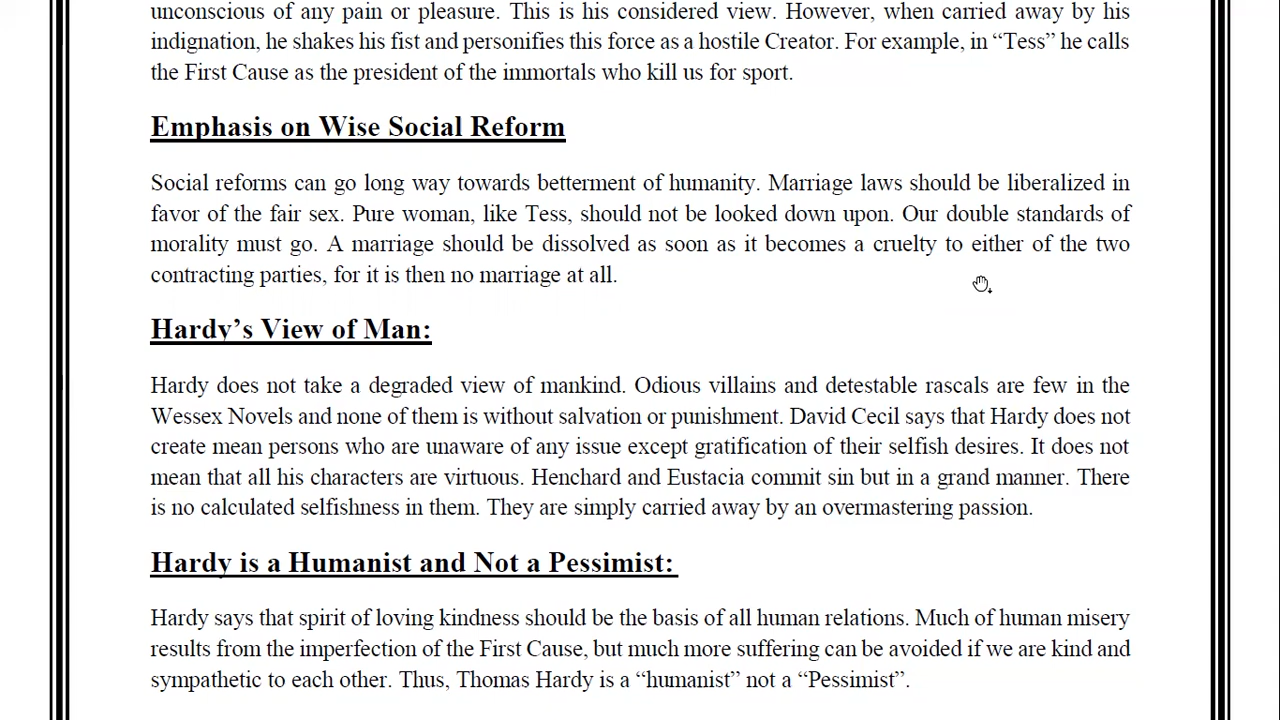 unconscious of any pain or pleasure. This is his considered view. However, when carried away by his
indignation, he shakes his fist and personifies this force as a hostile Creator. For example, in “Tess” he calls
the First Cause as the president of the immortals who kill us for sport.
Emphasis on Wise Social Reform
Social reforms can go long way towards betterment of humanity. Marriage laws should be liberalized in
favor of the fair sex. Pure woman, like Tess, should not be looked down upon. Our double standards of
morality must go. A marriage should be dissolved as soon as it becomes a cruelty to either of the two
contracting parties, for it is then no marriage at all.
Hardy’s View of Man:
Hardy does not take a degraded view of mankind. Odious villains and detestable rascals are few in the
Wessex Novels and none of them is without salvation or punishment. David Cecil says that Hardy does not
create mean persons who are unaware of any issue except gratification of their selfish desires. It does not
mean that all his characters are virtuous. Henchard and Eustacia commit sin but in a grand manner. There
is no calculated selfishness in them. They are simply carried away by an overmastering passion.
Hardy is a Humanist and Not a Pessimist:
Hardy says that spirit of loving kindness should be the basis of all human relations. Much of human misery
results from the imperfection of the First Cause, but much more suffering can be avoided if we are kind and
sympathetic to each other. Thus, Thomas Hardy is a “humanist” not a “Pessimist”.